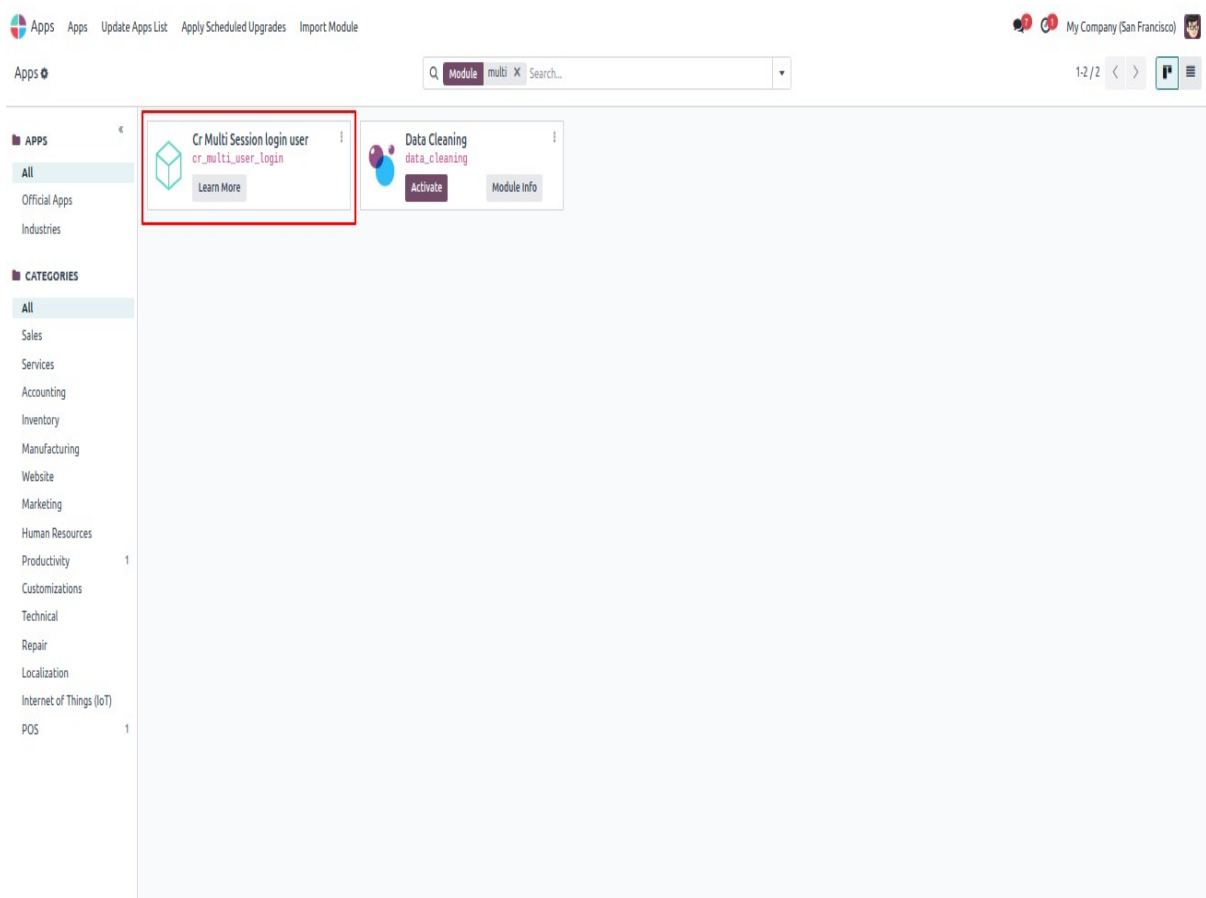 Apps Apps Update Apps List Apply Scheduled Upgrades Import Module
7 1 My Company (San Francisco)
Apps
Module multi X Search...
1-2 / 2
APPS
All
Official Apps
Industries
CATEGORIES
All
Sales
Services
Accounting
Inventory
Manufacturing
Website
Marketing
Human Resources
Productivity 1
Customizations
Technical
Repair
Localization
Internet of Things (IoT)
POS 1
Cr Multi Session login user
cr_multi_user_login
Learn More
Data Cleaning
data_cleaning
Activate Module Info